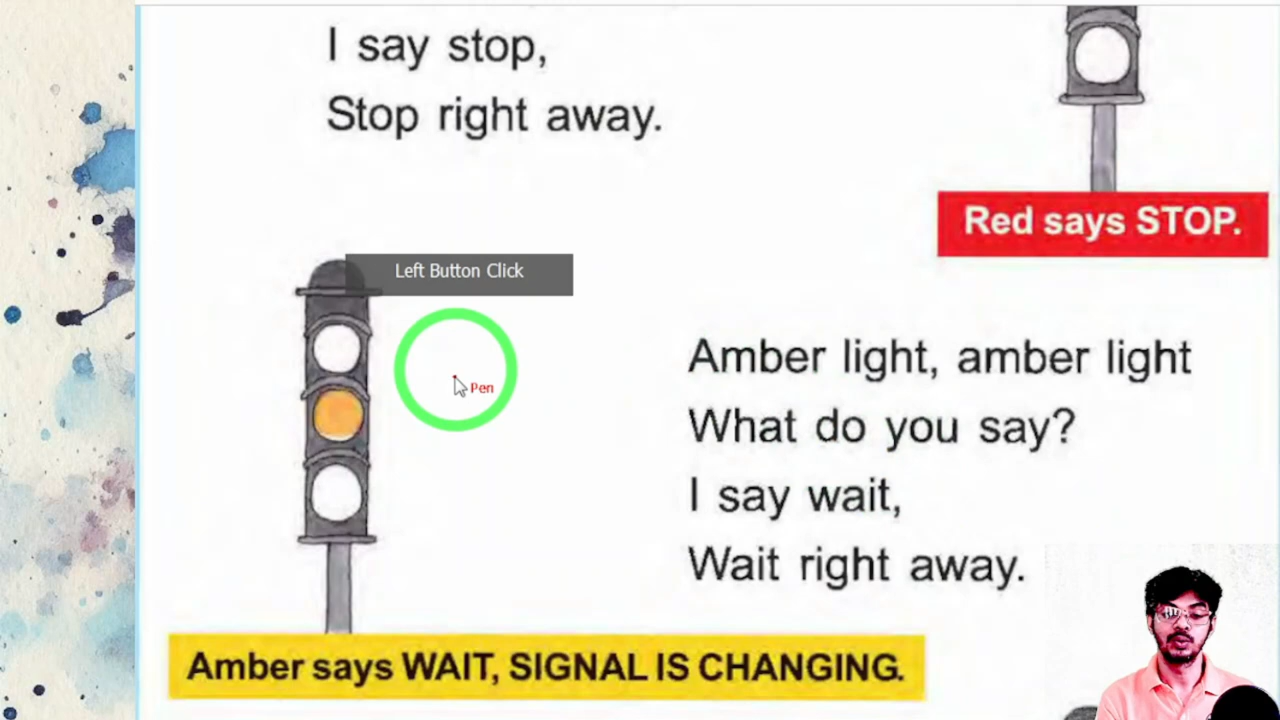 I say stop,
Stop right away.
Red says STOP.
Left Button Click
Pen
Amber light, amber light
What do you say?
I say wait,
Wait right away.
Amber says WAIT, SIGNAL IS CHANGING.